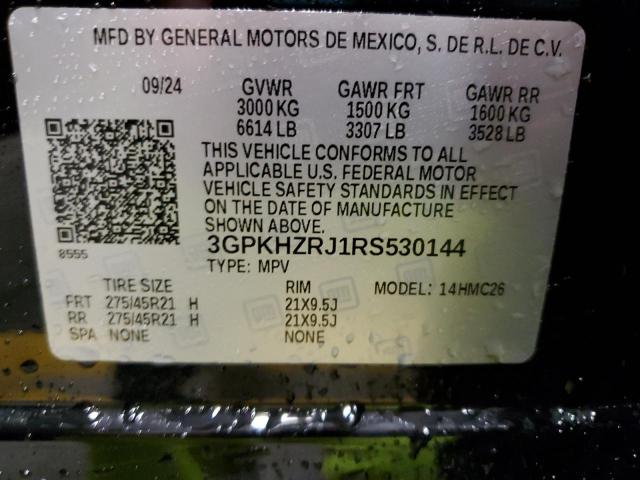 MFD BY GENERAL MOTORS DE MEXICO, S. DE R.L. DE C.V.
09/24 GVWR GAWR FRT GAWR RR
3000 KG 1500 KG 1600 KG
6614 LB 3307 LB 3528 LB
THIS VEHICLE CONFORMS TO ALL
APPLICABLE U.S. FEDERAL MOTOR
VEHICLE SAFETY STANDARDS IN EFFECT
ON THE DATE OF MANUFACTURE
SHOWN ABOVE.
8555
3GPKHZRJ1RS530144
TYPE: MPV
TIRE SIZE RIM MODEL: 14HMC26
FRT 275/45R21 H 21X9.5J
RR 275/45R21 H 21X9.5J
SPA NONE NONE